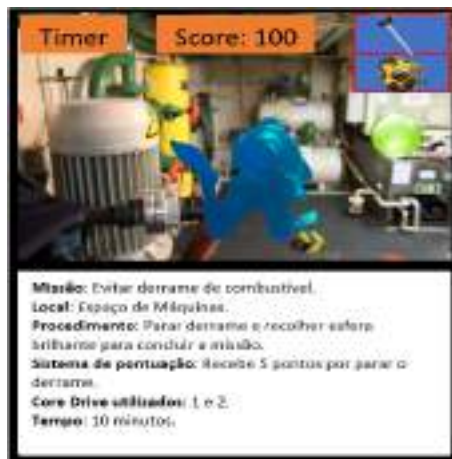 Timer
Score: 100
Missão: Evitar derrame de combustível.
Local: Espaço de Máquinas.
Procedimento: Parar derrame e recolher esfera
brilhante para concluir a missão.
Sistema de pontuação: Recebe 5 pontos por parar o
derrame.
Core Drive utilizados: 1 e 2.
Tempo: 10 minutos.